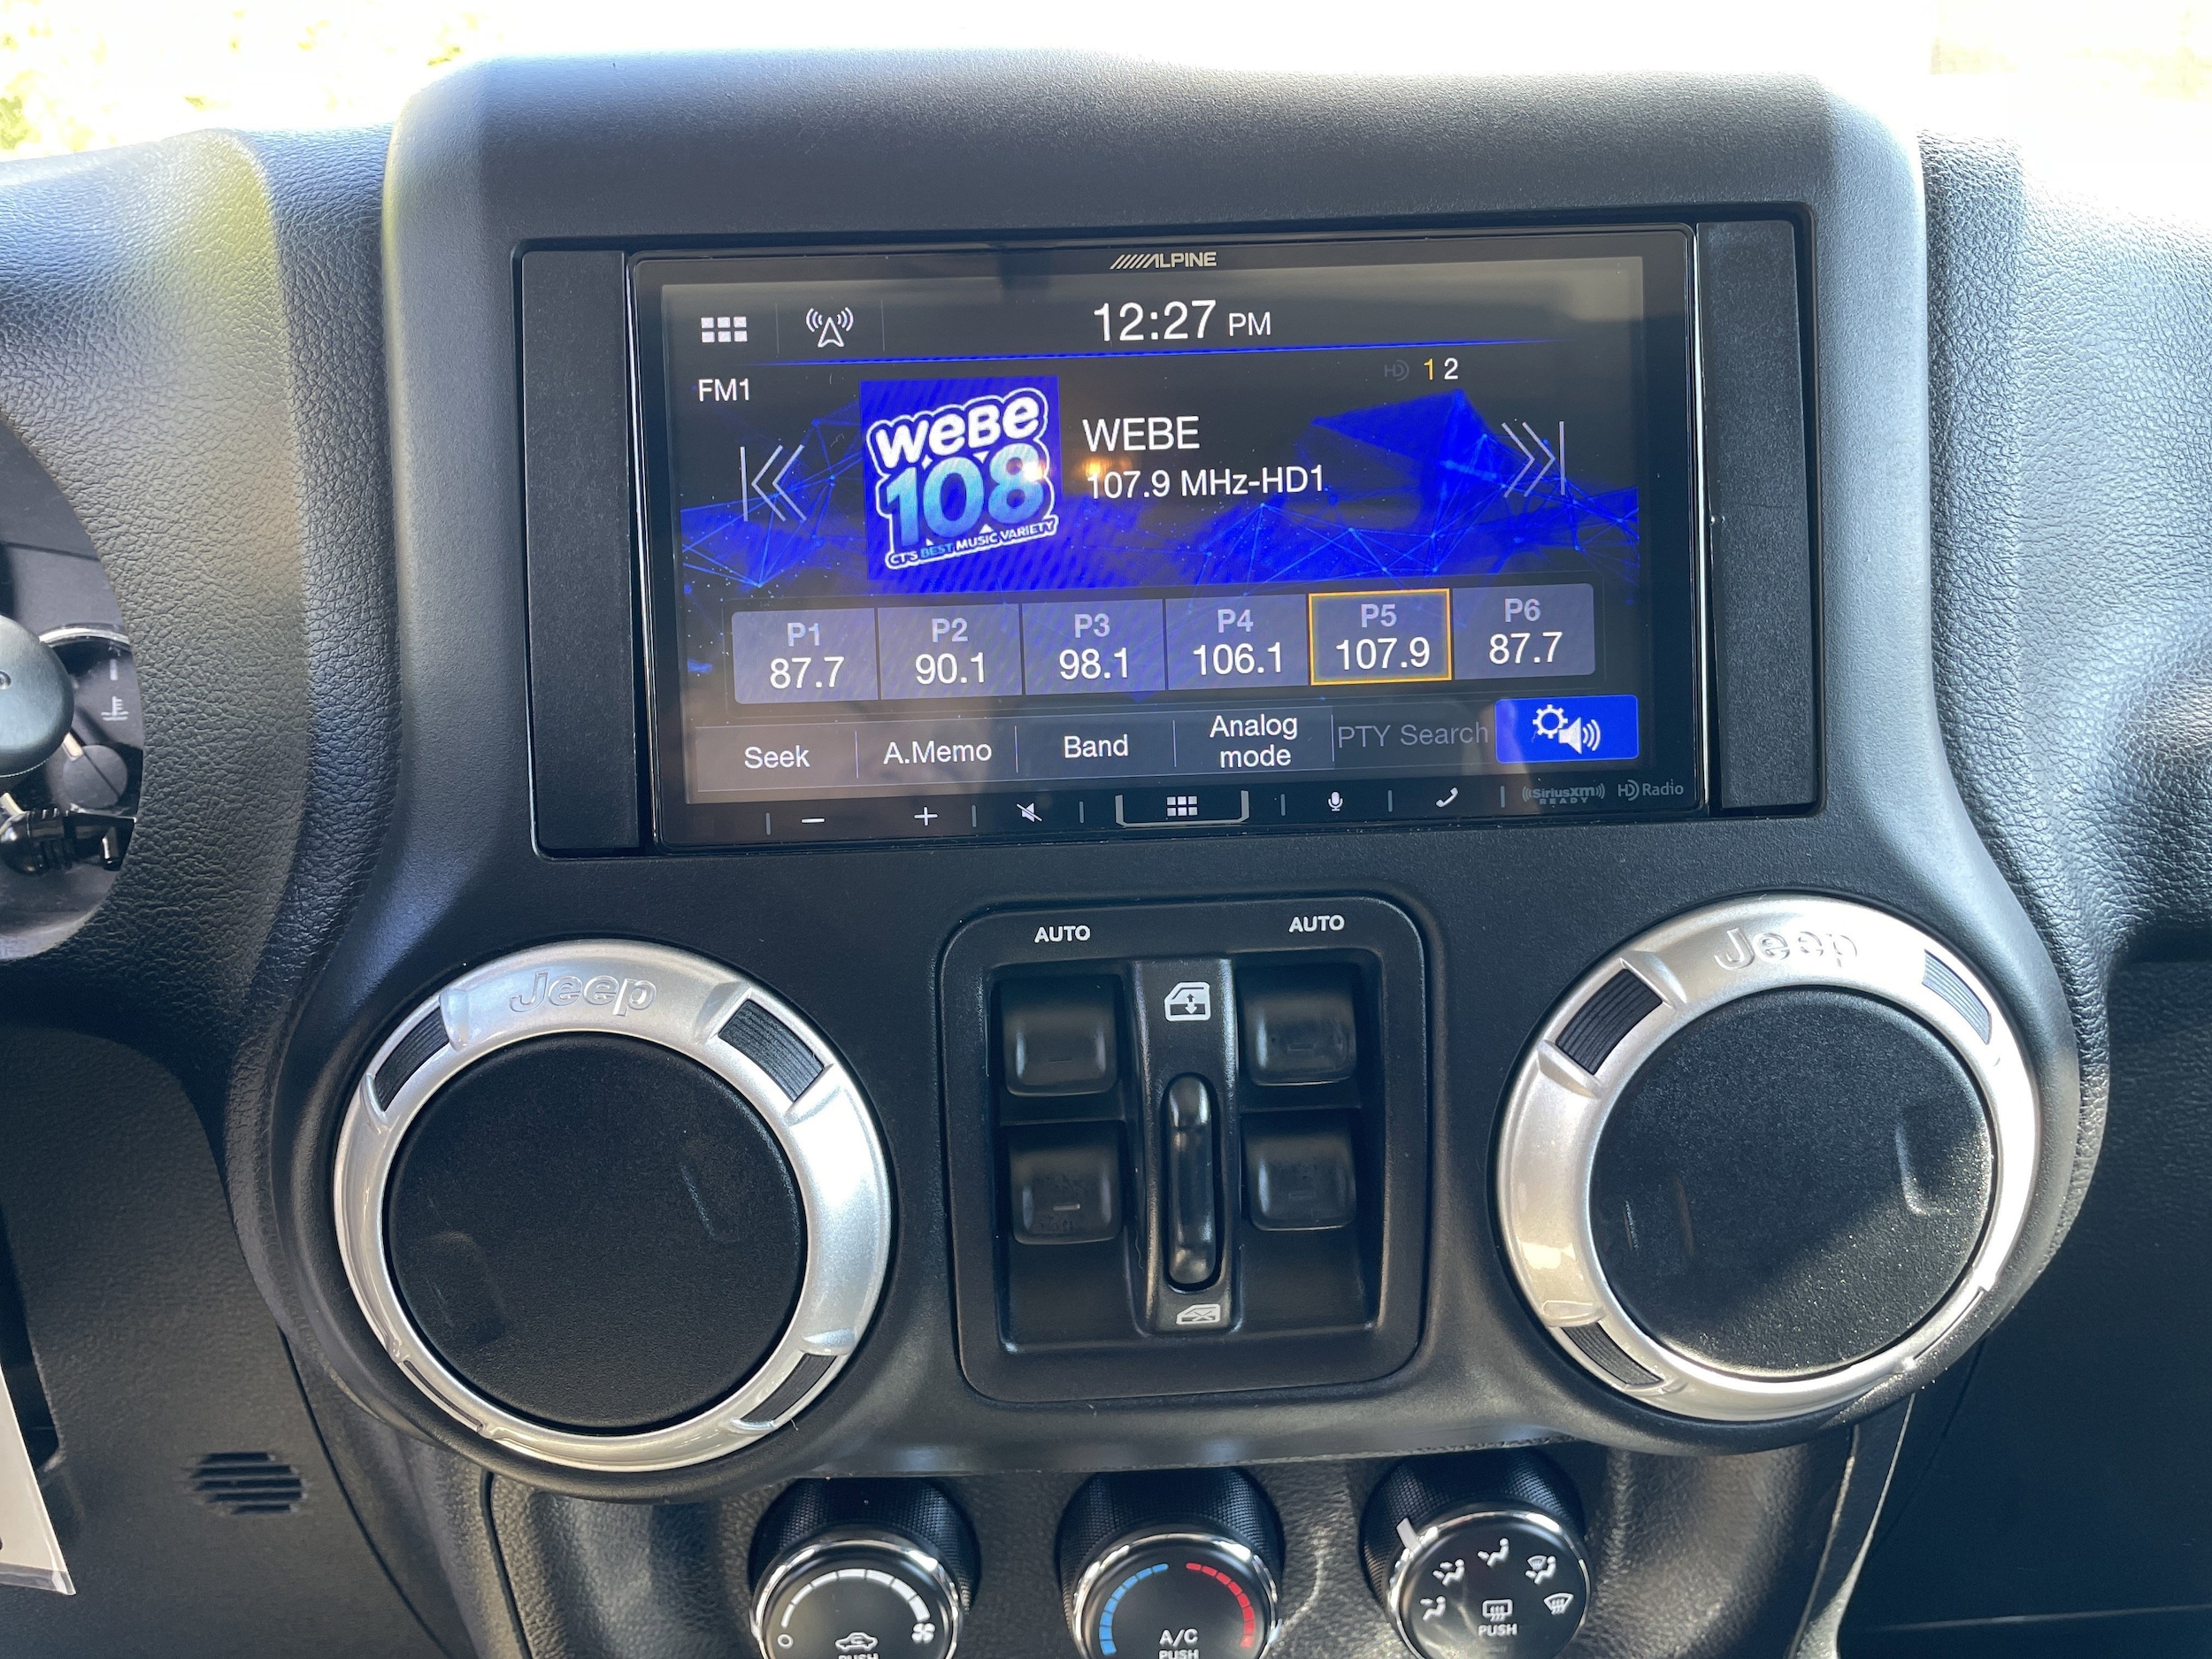 ALPINE
12:27 PM
FM1
HD 1 2
weBe
108
CT'S BEST MUSIC VARIETY
WEBE
107.9 MHz-HD1
P1 P2 P3 P4 P5 P6
87.7 90.1 98.1 106.1 107.9 87.7
Seek A.Memo Band Analog mode PTY Search
− +
((SiriusXM)) READY
HD Radio
AUTO AUTO
Jeep
Jeep
PUSH
A/C
PUSH
PUSH